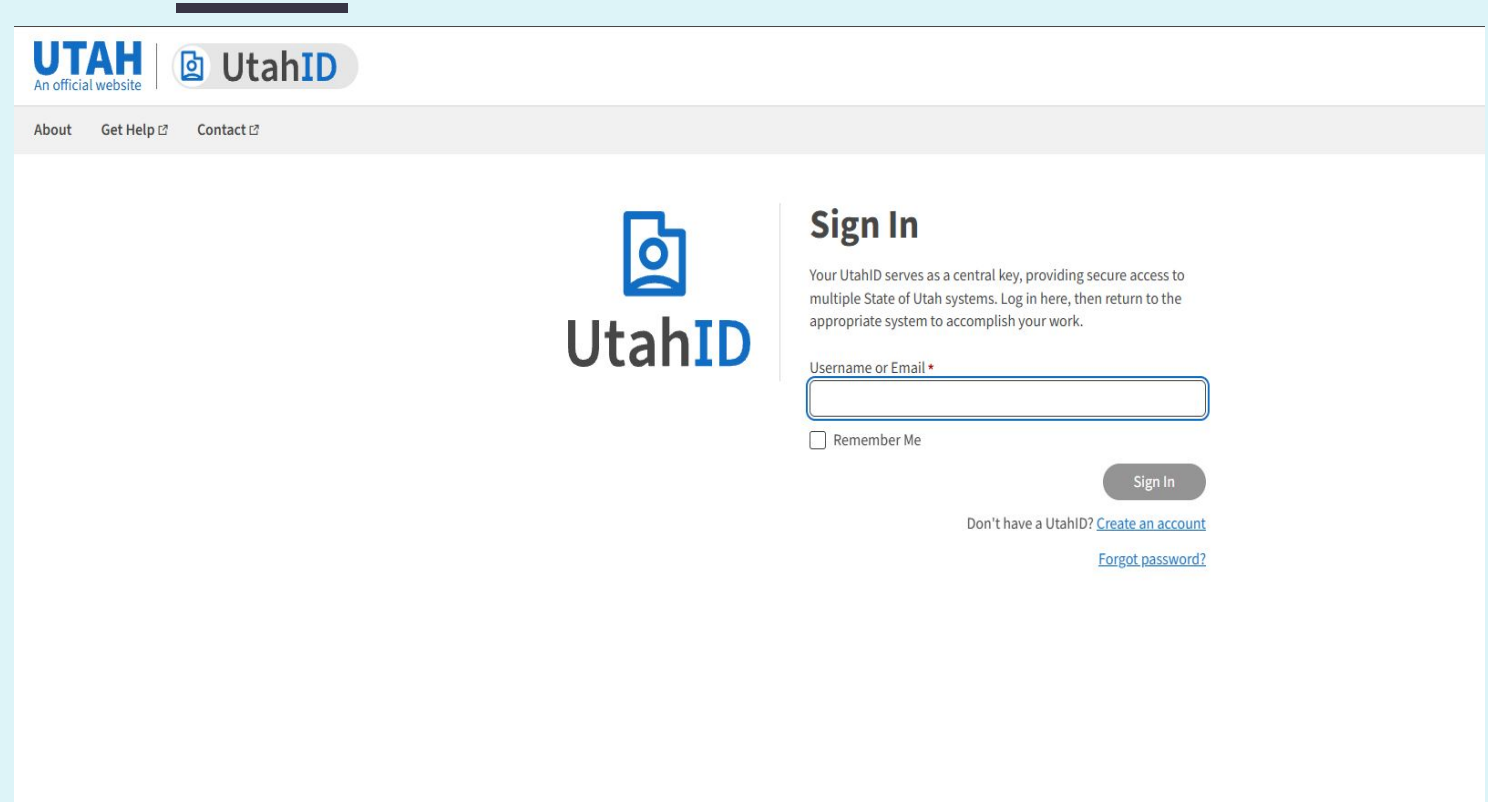 UTAH
An official website
UtahID
About Get Help Contact
UtahID
Sign In
Your UtahID serves as a central key, providing secure access to
multiple State of Utah systems. Log in here, then return to the
appropriate system to accomplish your work.
Username or Email *
Remember Me
Sign In
Don't have a UtahID? Create an account
Forgot password?